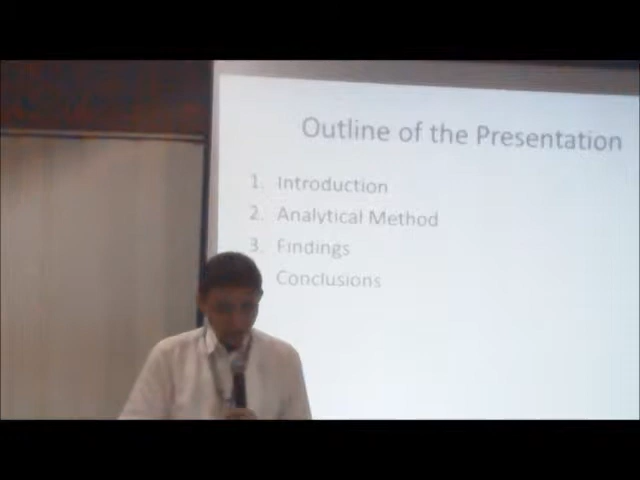 Outline of the Presentation
1. Introduction
2. Analytical Method
3. Findings
Conclusions